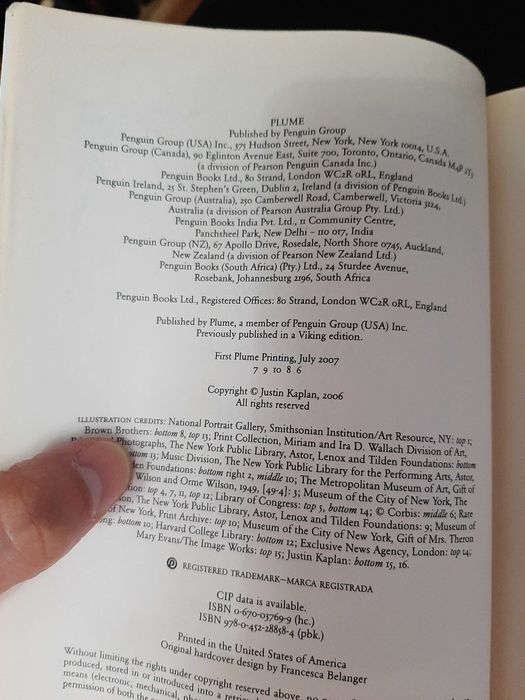 PLUME
Published by Penguin Group
Penguin Group (USA) Inc., 375 Hudson Street, New York, New York 10014, U.S.A.
Penguin Group (Canada), 90 Eglinton Avenue East, Suite 700, Toronto, Ontario, Canada M4P 2Y3
(a division of Pearson Penguin Canada Inc.)
Penguin Books Ltd., 80 Strand, London WC2R 0RL, England
Penguin Ireland, 25 St. Stephen's Green, Dublin 2, Ireland (a division of Penguin Books Ltd.)
Penguin Group (Australia), 250 Camberwell Road, Camberwell, Victoria 3124,
Australia (a division of Pearson Australia Group Pty. Ltd.)
Penguin Books India Pvt. Ltd., 11 Community Centre,
Panchsheel Park, New Delhi – 110 017, India
Penguin Group (NZ), 67 Apollo Drive, Rosedale, North Shore 0745, Auckland,
New Zealand (a division of Pearson New Zealand Ltd.)
Penguin Books (South Africa) (Pty.) Ltd., 24 Sturdee Avenue,
Rosebank, Johannesburg 2196, South Africa
Penguin Books Ltd., Registered Offices: 80 Strand, London WC2R 0RL, England
Published by Plume, a member of Penguin Group (USA) Inc.
Previously published in a Viking edition.
First Plume Printing, July 2007
7 9 10 8 6
Copyright © Justin Kaplan, 2006
All rights reserved
ILLUSTRATION CREDITS: National Portrait Gallery, Smithsonian Institution/Art Resource, NY: top 1;
Brown Brothers: bottom 8, top 13; Print Collection, Miriam and Ira D. Wallach Division of Art,
Photographs, The New York Public Library, Astor, Lenox and Tilden Foundations: bottom
13; Music Division, The New York Public Library for the Performing Arts, Astor,
Foundations: bottom right 2, middle 10; The Metropolitan Museum of Art, Gift of
Wilson and Orme Wilson, 1949, [49.4]: 3; Museum of the City of New York, The
top 4, 7, 11, top 12; Library of Congress: top 5, bottom 14; © Corbis: middle 6; Rare
The New York Public Library, Astor, Lenox and Tilden Foundations: 9; Museum of
of New York, Print Archive: top 10; Museum of the City of New York, Gift of Mrs. Theron
bottom 10; Harvard College Library: bottom 12; Exclusive News Agency, London: top 14;
Mary Evans/The Image Works: top 15; Justin Kaplan: bottom 15, 16.
REGISTERED TRADEMARK—MARCA REGISTRADA
CIP data is available.
ISBN 0-670-03769-9 (hc.)
ISBN 978-0-452-28858-4 (pbk.)
Printed in the United States of America
Original hardcover design by Francesca Belanger
Without limiting the rights under copyright reserved above, no
produced, stored in or introduced into a
means (electronic, mechanical,
permission of both the